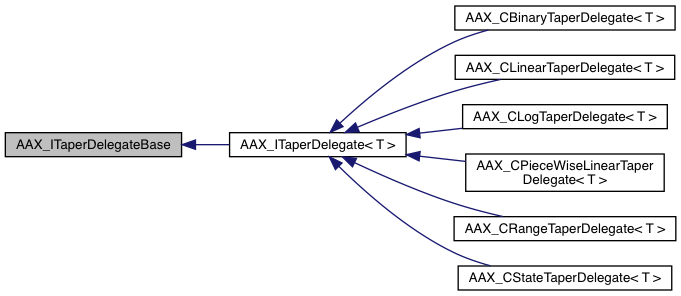 AAX_ITaperDelegateBase
AAX_ITaperDelegate< T >
AAX_CBinaryTaperDelegate< T >
AAX_CLinearTaperDelegate< T >
AAX_CLogTaperDelegate< T >
AAX_CPieceWiseLinearTaper
Delegate< T >
AAX_CRangeTaperDelegate< T >
AAX_CStateTaperDelegate< T >